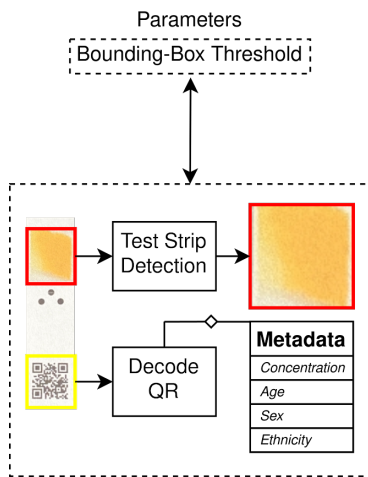 Parameters
Bounding-Box Threshold
Test Strip
Detection
Decode
QR
Metadata
Concentration
Age
Sex
Ethnicity